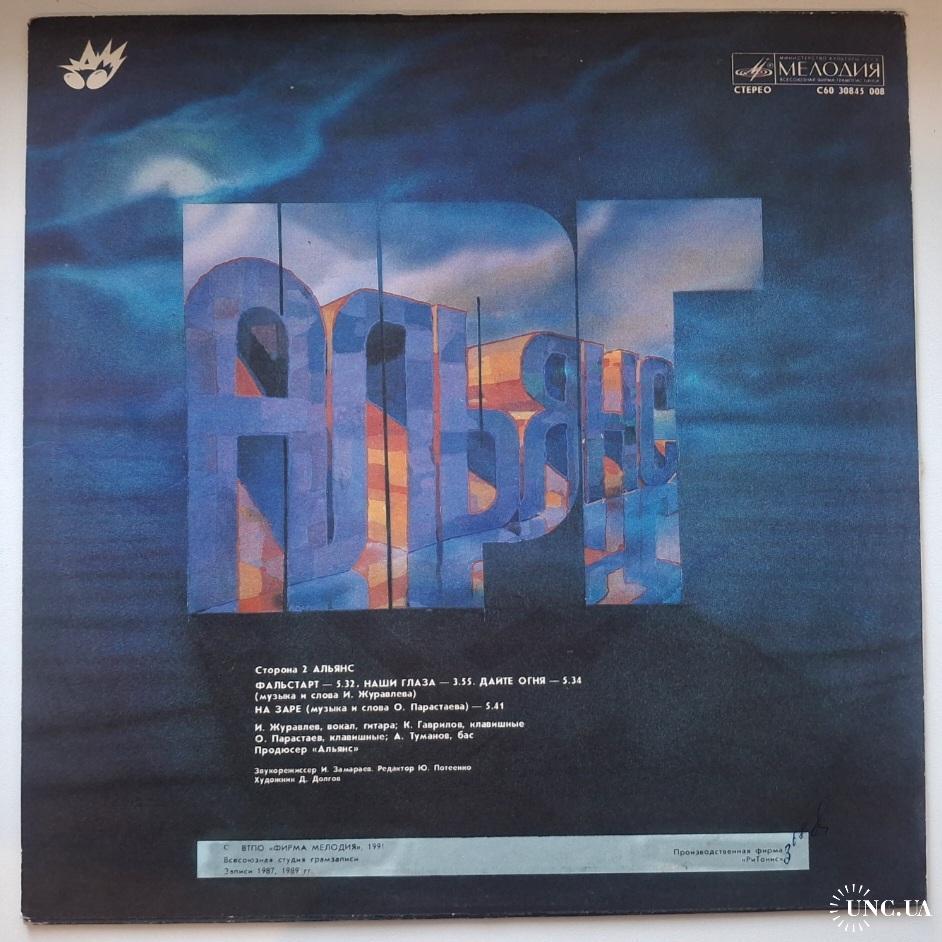 МИНИСТЕРСТВО КУЛЬТУРЫ СССР
МЕЛОДИЯ
ВСЕСОЮЗНАЯ ФИРМА ГРАМПЛАСТИНОК
СТЕРЕО С60 30845 008
АЛЬЯНС
Сторона 2 АЛЬЯНС
ФАЛЬСТАРТ — 5.32, НАШИ ГЛАЗА — 3.55. ДАЙТЕ ОГНЯ — 5.34
(музыка и слова И. Журавлева)
НА ЗАРЕ (музыка и слова О. Парастаева) — 5.41
И. Журавлев, вокал, гитара; К. Гаврилов, клавишные
О. Парастаев, клавишные; А. Туманов, бас
Продюсер «Альянс»
Звукорежиссер И. Замараев. Редактор Ю. Потеенко
Художник Д. Долгов
© ВТПО «ФИРМА МЕЛОДИЯ», 1991
Всесоюзная студия грамзаписи
Записи 1987, 1989 гг.
Производственная фирма
«РиТонис»
UNC.UA